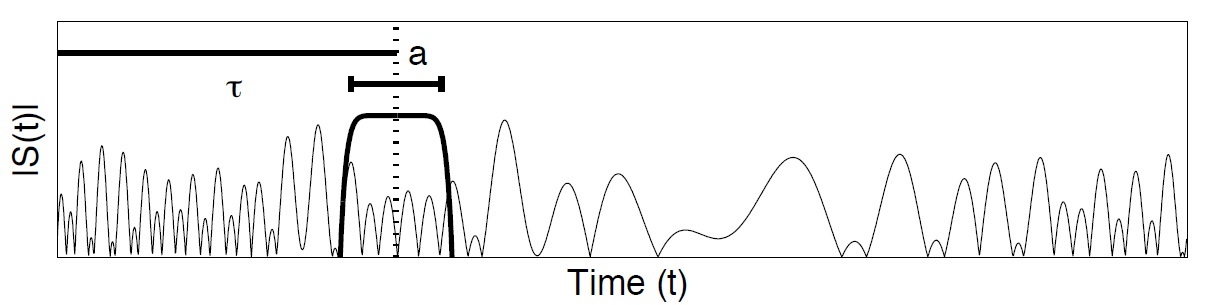 a
τ
|S(t)|
Time (t)